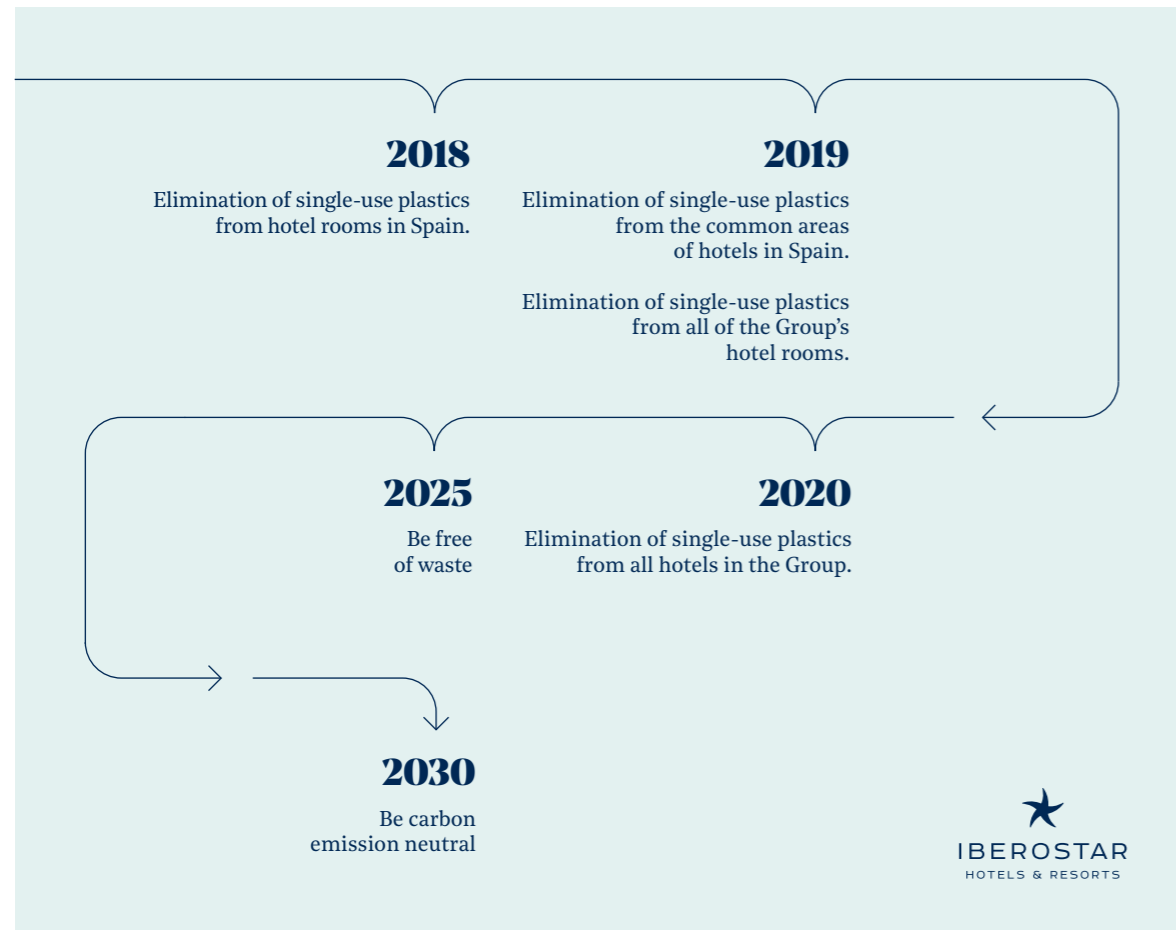 2018
Elimination of single-use plastics
from hotel rooms in Spain.
2019
Elimination of single-use plastics
from the common areas
of hotels in Spain.
Elimination of single-use plastics
from all of the Group’s
hotel rooms.
2020
Elimination of single-use plastics
from all hotels in the Group.
2025
Be free
of waste
2030
Be carbon
emission neutral
IBEROSTAR
HOTELS & RESORTS